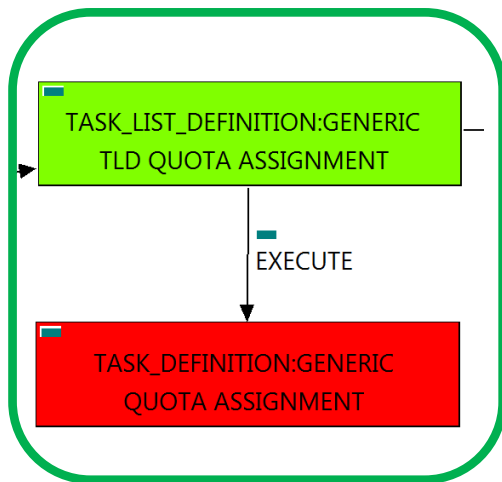 TASK_LIST_DEFINITION:GENERIC
TLD QUOTA ASSIGNMENT
EXECUTE
TASK_DEFINITION:GENERIC
QUOTA ASSIGNMENT